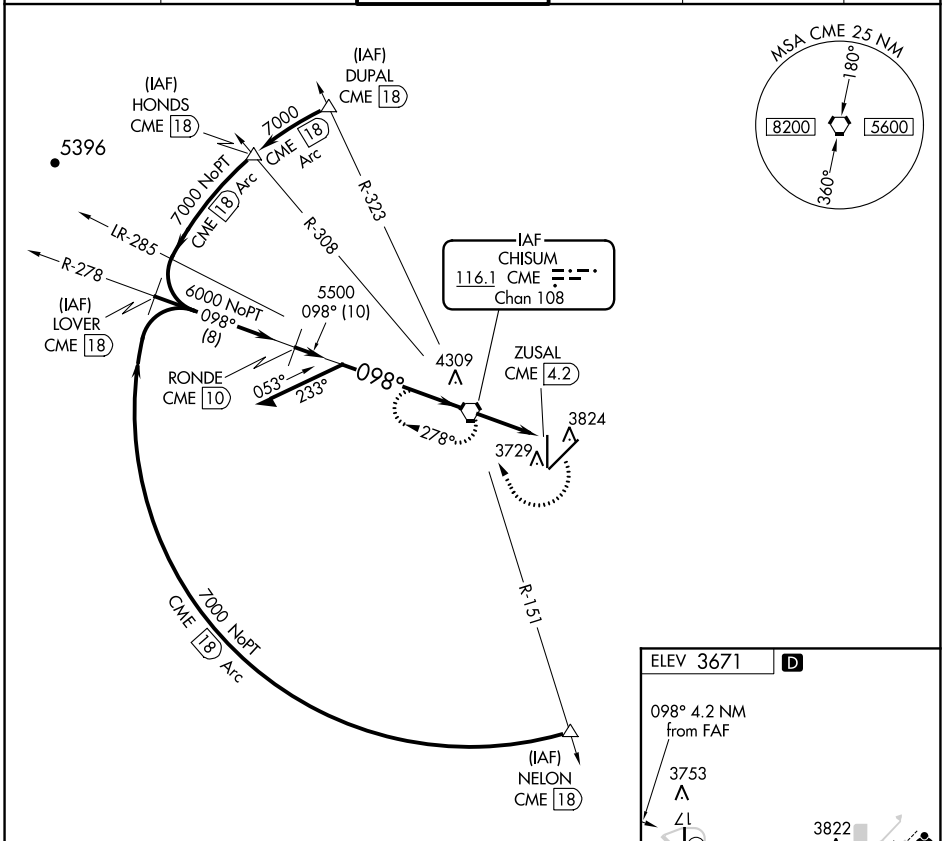 (IAF)
DUPAL
CME 18
(IAF)
HONDS
CME 18
MSA CME 25 NM
180°
8200
5600
360°
5396
7000
CME 18
Arc
7000 NoPT
CME 18 Arc
R-323
R-308
LR-285
R-278
(IAF)
LOVER
CME 18
6000 NoPT
098°
(8)
5500
098° (10)
IAF
CHISUM
116.1 CME
Chan 108
RONDE
CME 10
053°
233°
098°
4309
ZUSAL
CME 4.2
278°
3729
3824
R-151
7000 NoPT
CME 18 Arc
(IAF)
NELON
CME 18
ELEV 3671 D
098° 4.2 NM
from FAF
3753
17
3822